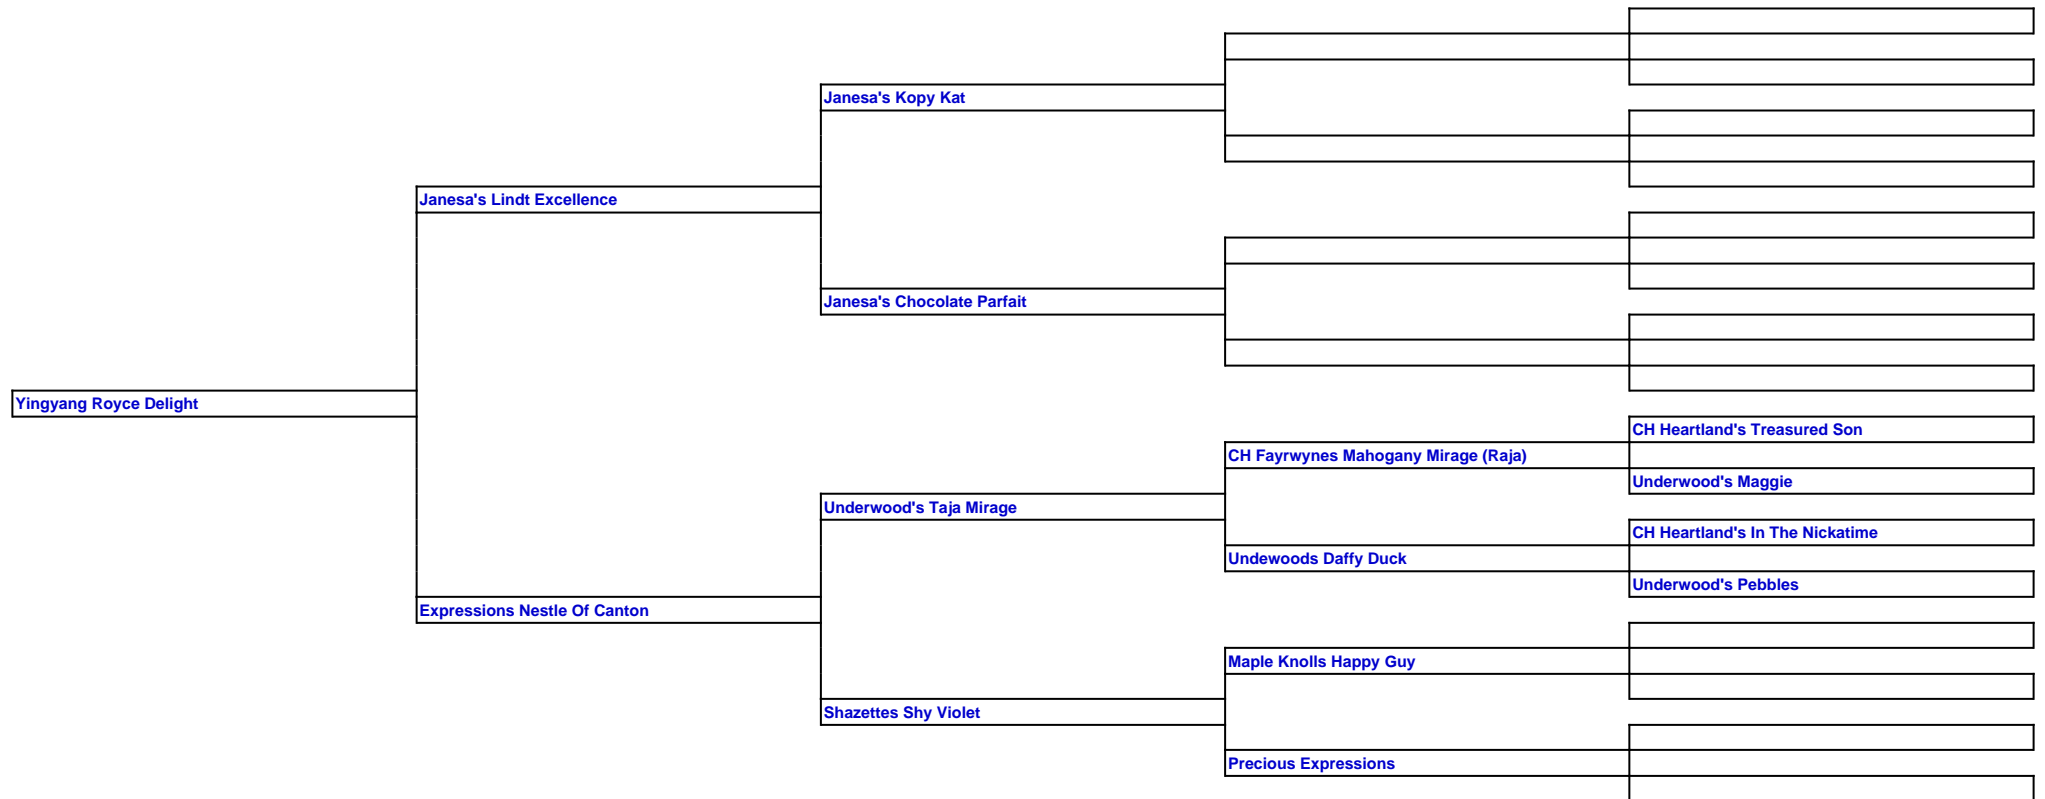 Janesa's Kopy Kat
Janesa's Lindt Excellence
Janesa's Chocolate Parfait
Yingyang Royce Delight
CH Heartland's Treasured Son
CH Fayrwynes Mahogany Mirage (Raja)
Underwood's Maggie
Underwood's Taja Mirage
CH Heartland's In The Nickatime
Undewoods Daffy Duck
Underwood's Pebbles
Expressions Nestle Of Canton
Maple Knolls Happy Guy
Shazettes Shy Violet
Precious Expressions